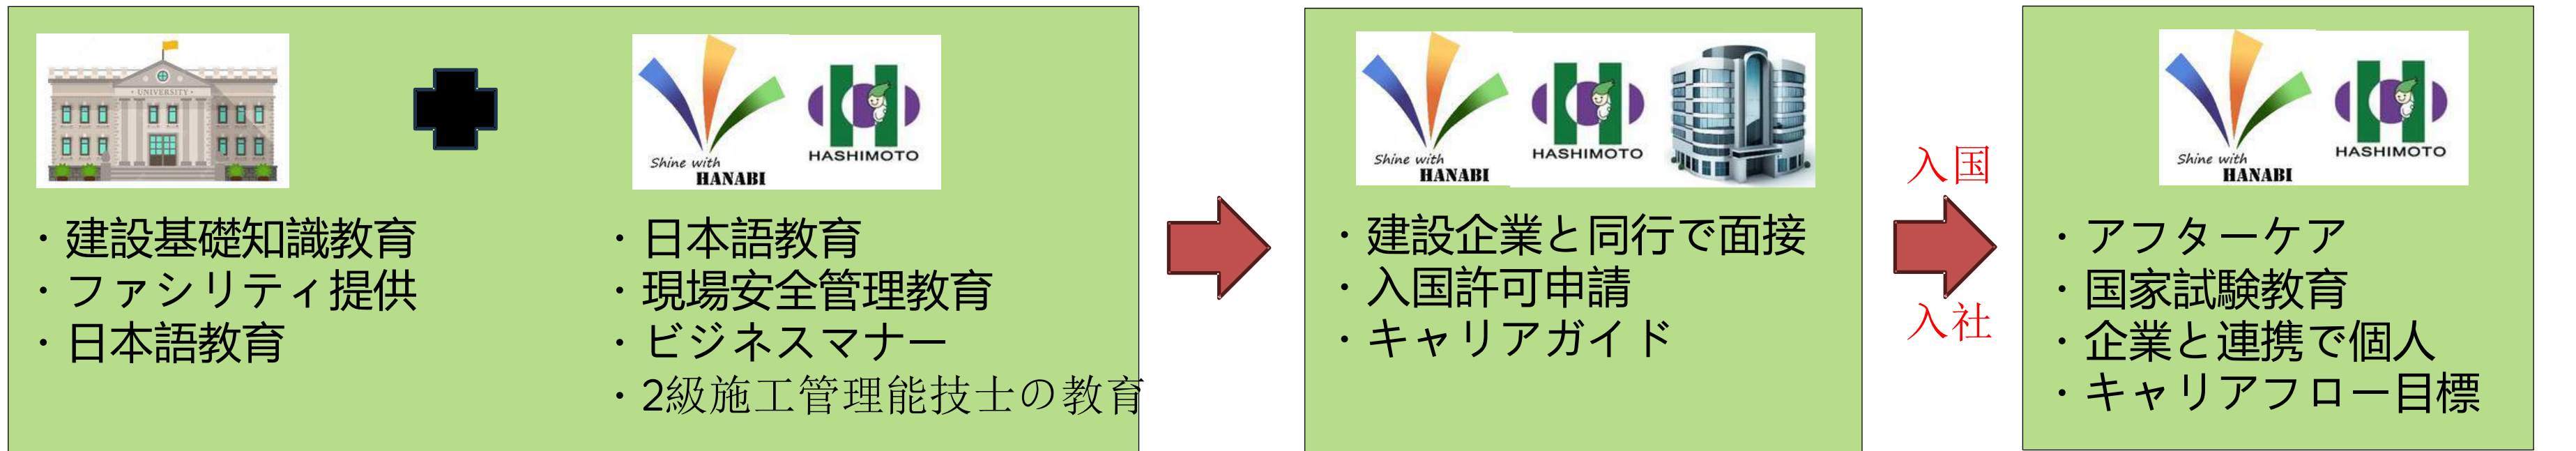 UNIVERSITY
・建設基礎知識教育
・ファシリティ提供
・日本語教育
Shine with
HANABI
HASHIMOTO
・日本語教育
・現場安全管理教育
・ビジネスマナー
・2級施工管理能技士の教育
Shine with
HANABI
HASHIMOTO
・建設企業と同行で面接
・入国許可申請
・キャリアガイド
入国
入社
Shine with
HANABI
HASHIMOTO
・アフターケア
・国家試験教育
・企業と連携で個人
・キャリアフロー目標